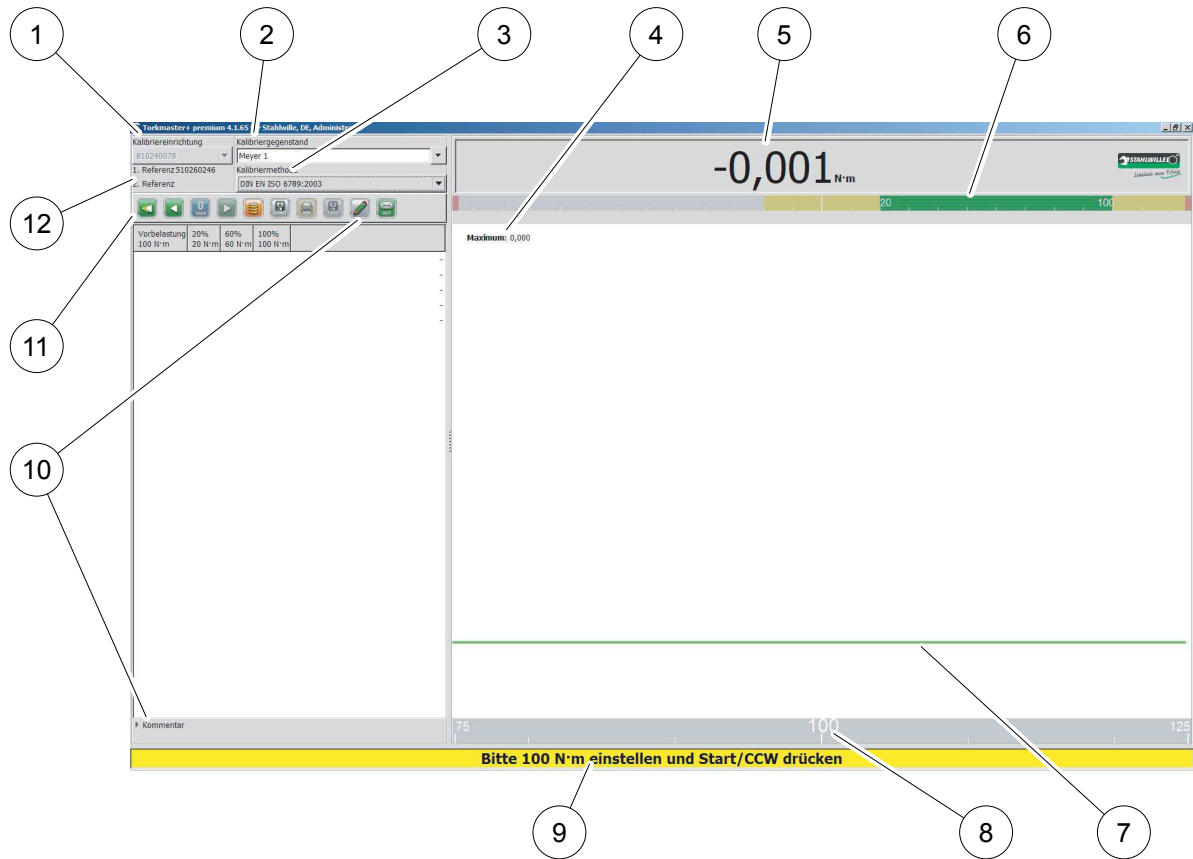 1 2 3 4 5 6
Torkmaster+ premium 4.1.65 Stahlwille, DE, Administ
Kalibriereinrichtung Kalibriergegenstand
810240078 Meyer 1
1. Referenz 510260246 Kalibriermethode
2. Referenz DIN EN ISO 6789:2003
-0,001 N·m
STAHLWILLE
20 100
12
Vorbelastung 20% 60% 100%
100 N·m 20 N·m 60 N·m 100 N·m
Maximum: 0,000
-
-
-
-
-
11
10
Kommentar
75 100 125
Bitte 100 N·m einstellen und Start/CCW drücken
9 8 7